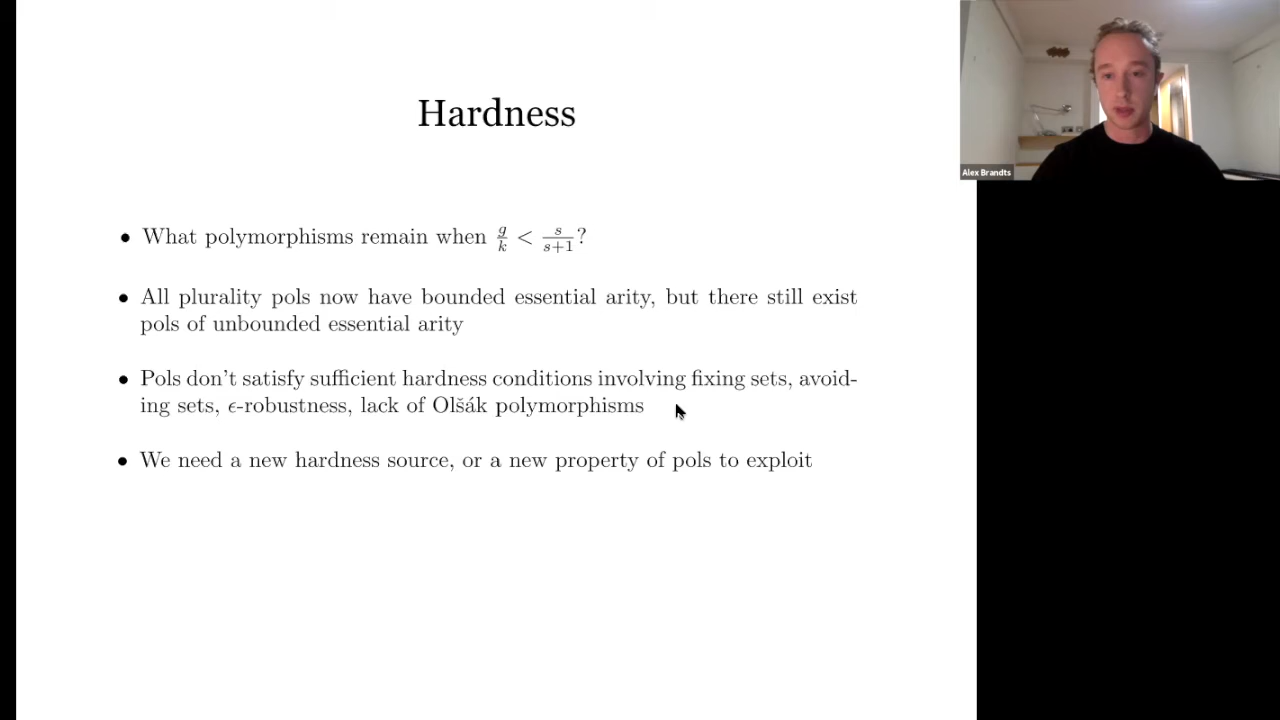 Hardness
• What polymorphisms remain when g/k < s/(s+1)?
• All plurality pols now have bounded essential arity, but there still exist
pols of unbounded essential arity
• Pols don't satisfy sufficient hardness conditions involving fixing sets, avoid-
ing sets, ϵ-robustness, lack of Olšák polymorphisms
• We need a new hardness source, or a new property of pols to exploit
Alex Brandts